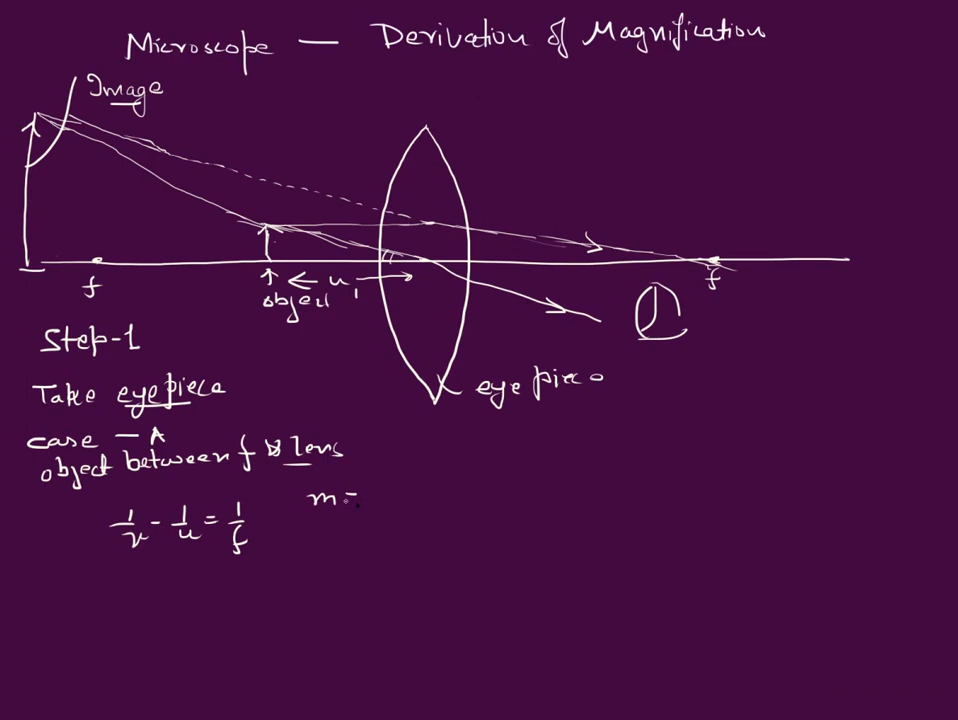 Microscope — Derivation of Magnification
Image
f
object
← u →
f
eye piece
Step-1
Take eyepiece
case - A
object between f & lens
1/v - 1/u = 1/f
m =